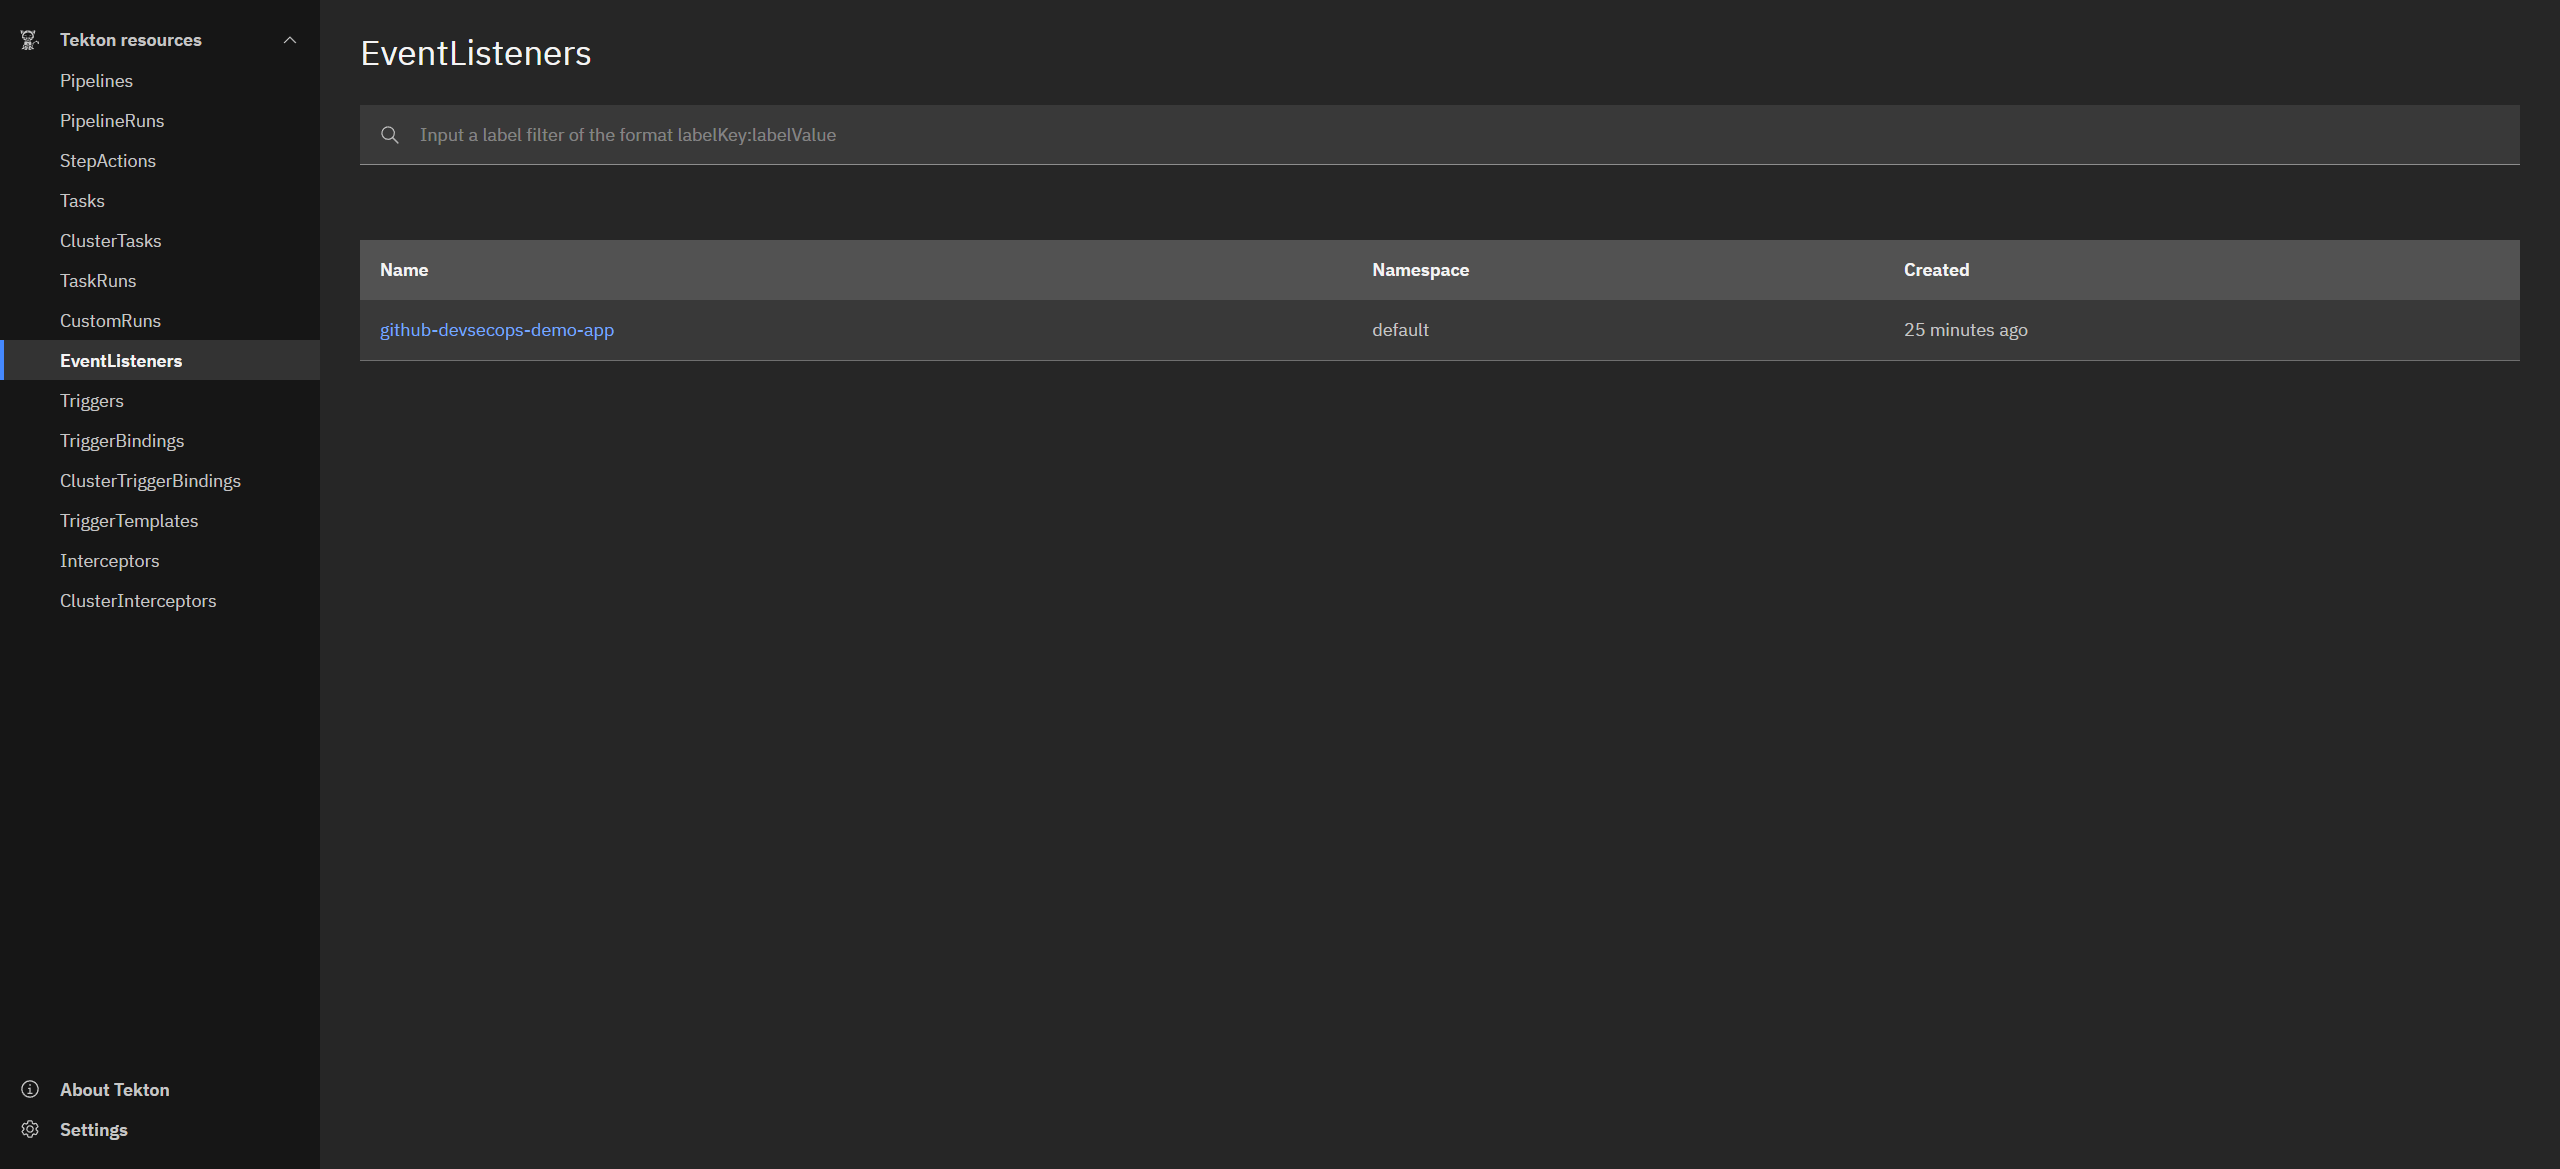 Tekton resources
Pipelines
PipelineRuns
StepActions
Tasks
ClusterTasks
TaskRuns
CustomRuns
EventListeners
Triggers
TriggerBindings
ClusterTriggerBindings
TriggerTemplates
Interceptors
ClusterInterceptors
About Tekton
Settings
EventListeners
Input a label filter of the format labelKey:labelValue
Name Namespace Created
github-devsecops-demo-app default 25 minutes ago